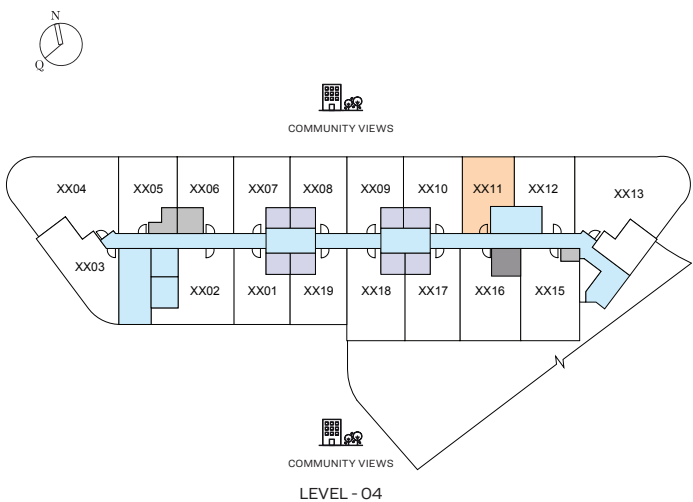 N
Q
COMMUNITY VIEWS
XX04
XX05
XX06
XX07
XX08
XX09
XX10
XX11
XX12
XX13
XX03
XX02
XX01
XX19
XX18
XX17
XX16
XX15
N
COMMUNITY VIEWS
LEVEL - 04